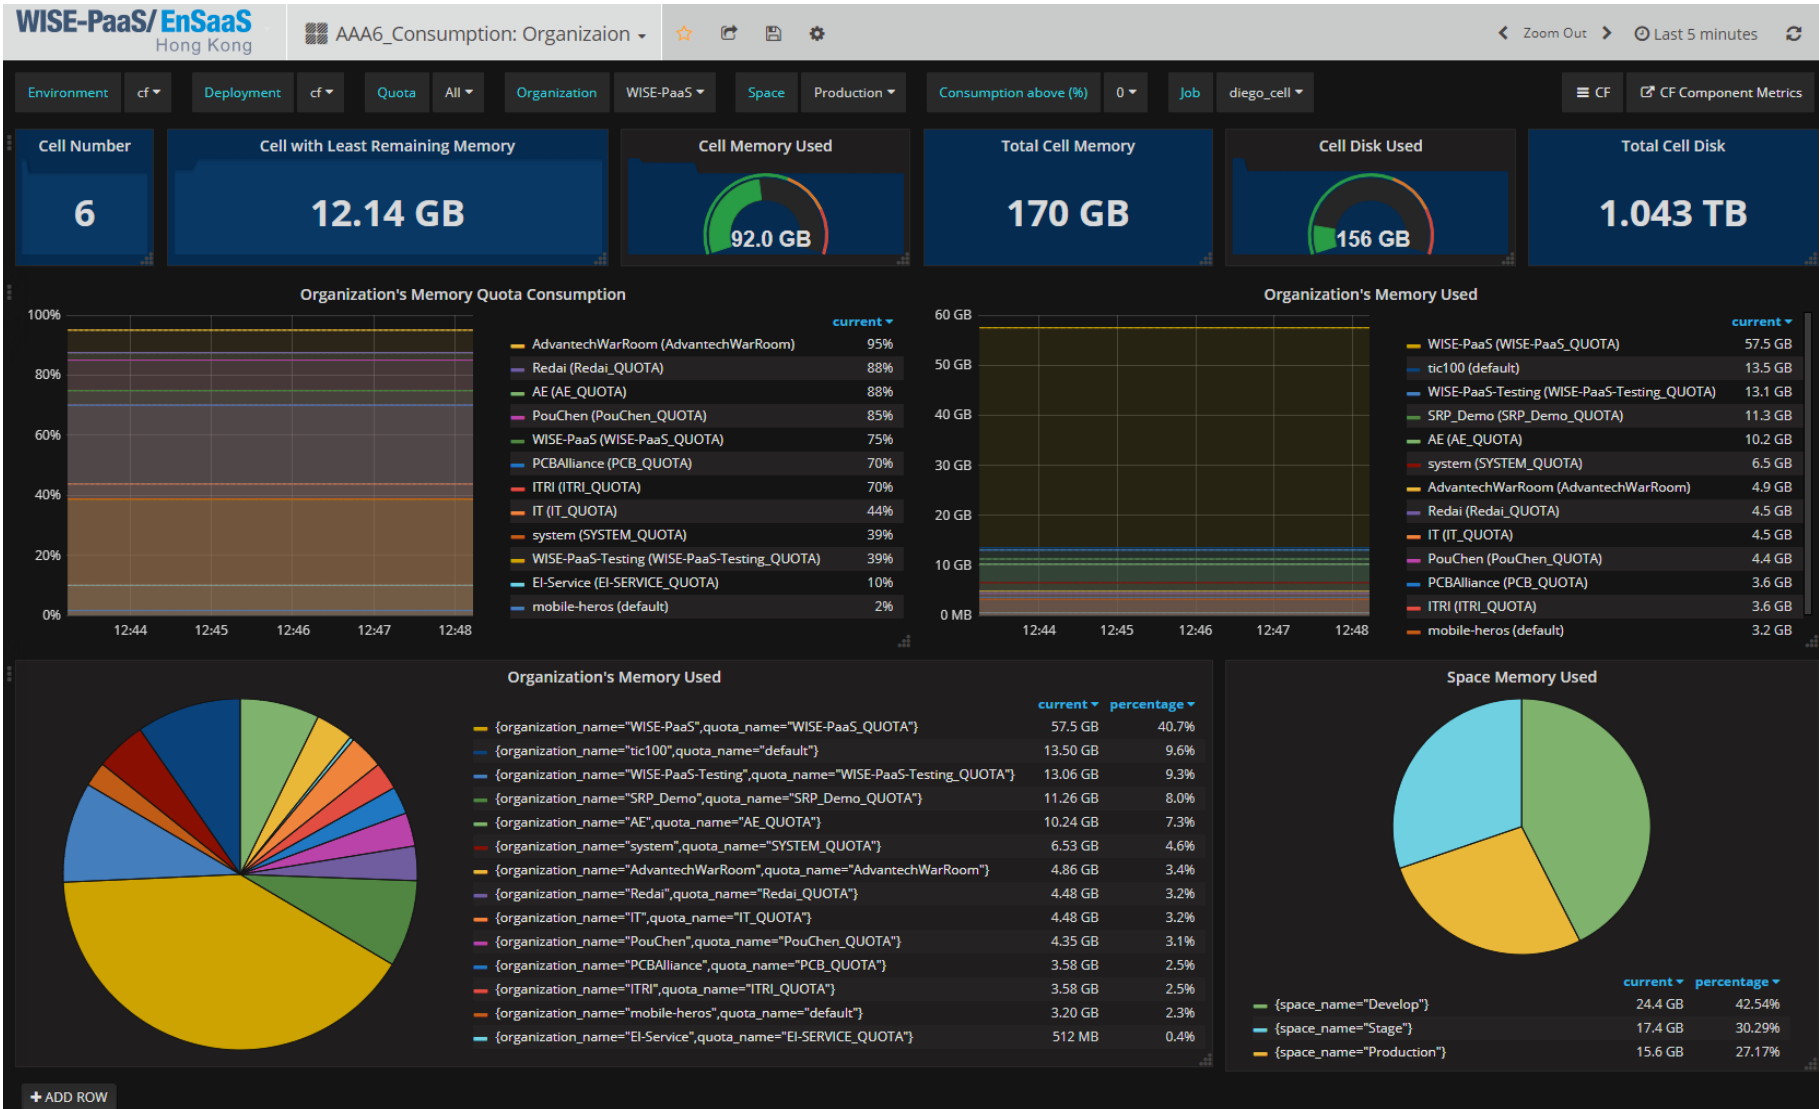 WISE-PaaS/EnSaaS
Hong Kong
AAA6_Consumption: Organizaion
Zoom Out
Last 5 minutes
Environment cf Deployment cf Quota All Organization WISE-PaaS Space Production Consumption above (%) 0 Job diego_cell CF CF Component Metrics
Cell Number
6
Cell with Least Remaining Memory
12.14 GB
Cell Memory Used
92.0 GB
Total Cell Memory
170 GB
Cell Disk Used
156 GB
Total Cell Disk
1.043 TB
Organization's Memory Quota Consumption
100%
80%
60%
40%
20%
0%
12:44 12:45 12:46 12:47 12:48
current
AdvantechWarRoom (AdvantechWarRoom) 95%
Redai (Redai_QUOTA) 88%
AE (AE_QUOTA) 88%
PouChen (PouChen_QUOTA) 85%
WISE-PaaS (WISE-PaaS_QUOTA) 75%
PCBAlliance (PCB_QUOTA) 70%
ITRI (ITRI_QUOTA) 70%
IT (IT_QUOTA) 44%
system (SYSTEM_QUOTA) 39%
WISE-PaaS-Testing (WISE-PaaS-Testing_QUOTA) 39%
EI-Service (EI-SERVICE_QUOTA) 10%
mobile-heros (default) 2%
Organization's Memory Used
60 GB
50 GB
40 GB
30 GB
20 GB
10 GB
0 MB
12:44 12:45 12:46 12:47 12:48
current
WISE-PaaS (WISE-PaaS_QUOTA) 57.5 GB
tic100 (default) 13.5 GB
WISE-PaaS-Testing (WISE-PaaS-Testing_QUOTA) 13.1 GB
SRP_Demo (SRP_Demo_QUOTA) 11.3 GB
AE (AE_QUOTA) 10.2 GB
system (SYSTEM_QUOTA) 6.5 GB
AdvantechWarRoom (AdvantechWarRoom) 4.9 GB
Redai (Redai_QUOTA) 4.5 GB
IT (IT_QUOTA) 4.5 GB
PouChen (PouChen_QUOTA) 4.4 GB
PCBAlliance (PCB_QUOTA) 3.6 GB
ITRI (ITRI_QUOTA) 3.6 GB
mobile-heros (default) 3.2 GB
Organization's Memory Used
current percentage
{organization_name="WISE-PaaS",quota_name="WISE-PaaS_QUOTA"} 57.5 GB 40.7%
{organization_name="tic100",quota_name="default"} 13.50 GB 9.6%
{organization_name="WISE-PaaS-Testing",quota_name="WISE-PaaS-Testing_QUOTA"} 13.06 GB 9.3%
{organization_name="SRP_Demo",quota_name="SRP_Demo_QUOTA"} 11.26 GB 8.0%
{organization_name="AE",quota_name="AE_QUOTA"} 10.24 GB 7.3%
{organization_name="system",quota_name="SYSTEM_QUOTA"} 6.53 GB 4.6%
{organization_name="AdvantechWarRoom",quota_name="AdvantechWarRoom"} 4.86 GB 3.4%
{organization_name="Redai",quota_name="Redai_QUOTA"} 4.48 GB 3.2%
{organization_name="IT",quota_name="IT_QUOTA"} 4.48 GB 3.2%
{organization_name="PouChen",quota_name="PouChen_QUOTA"} 4.35 GB 3.1%
{organization_name="PCBAlliance",quota_name="PCB_QUOTA"} 3.58 GB 2.5%
{organization_name="ITRI",quota_name="ITRI_QUOTA"} 3.58 GB 2.5%
{organization_name="mobile-heros",quota_name="default"} 3.20 GB 2.3%
{organization_name="EI-Service",quota_name="EI-SERVICE_QUOTA"} 512 MB 0.4%
Space Memory Used
current percentage
{space_name="Develop"} 24.4 GB 42.54%
{space_name="Stage"} 17.4 GB 30.29%
{space_name="Production"} 15.6 GB 27.17%
+ ADD ROW